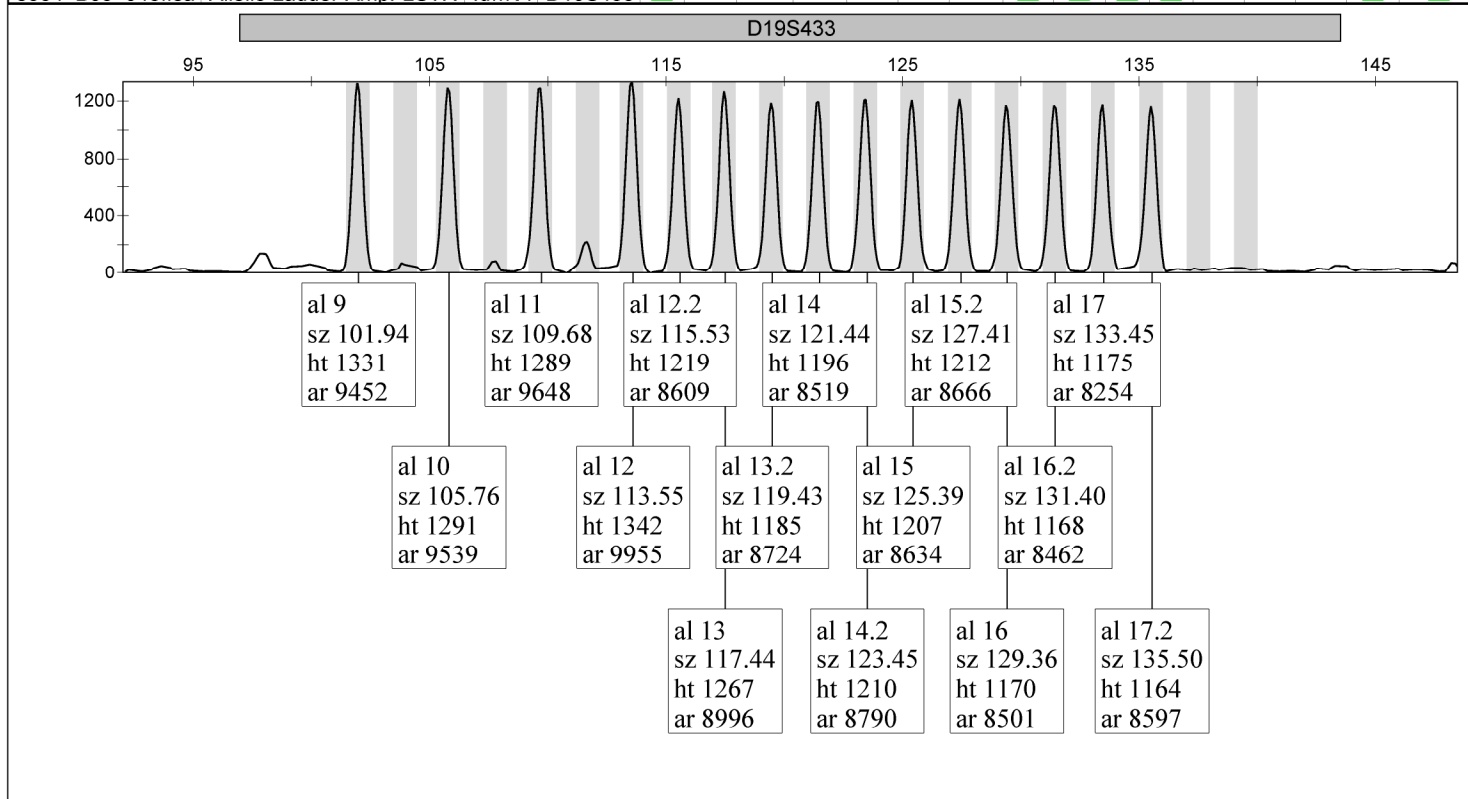 D19S433
95 105 115 125 135 145
1200
800
400
0
al 9
sz 101.94
ht 1331
ar 9452
al 11
sz 109.68
ht 1289
ar 9648
al 12.2
sz 115.53
ht 1219
ar 8609
al 14
sz 121.44
ht 1196
ar 8519
al 15.2
sz 127.41
ht 1212
ar 8666
al 17
sz 133.45
ht 1175
ar 8254
al 10
sz 105.76
ht 1291
ar 9539
al 12
sz 113.55
ht 1342
ar 9955
al 13.2
sz 119.43
ht 1185
ar 8724
al 15
sz 125.39
ht 1207
ar 8634
al 16.2
sz 131.40
ht 1168
ar 8462
al 13
sz 117.44
ht 1267
ar 8996
al 14.2
sz 123.45
ht 1210
ar 8790
al 16
sz 129.36
ht 1170
ar 8501
al 17.2
sz 135.50
ht 1164
ar 8597